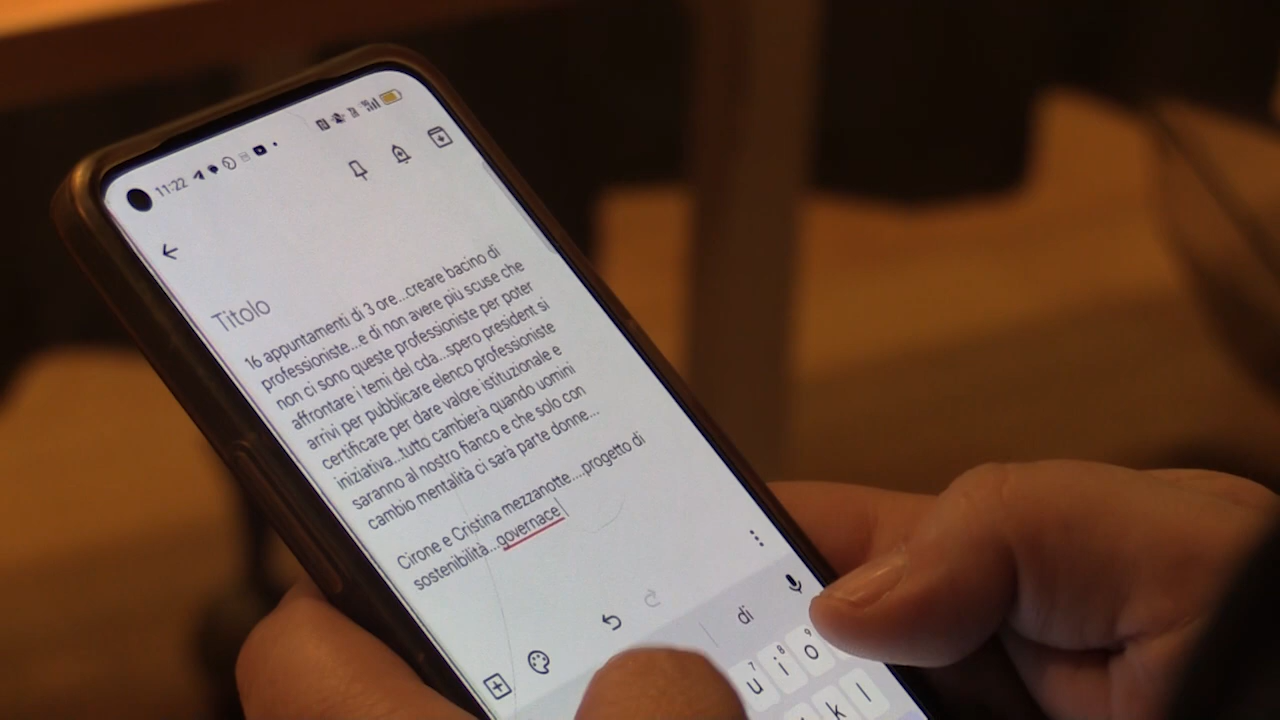 11:22
Titolo
16 appuntamenti di 3 ore...creare bacino di
professioniste...e di non avere più scuse che
non ci sono queste professioniste per poter
affrontare i temi del cda...spero president si
arrivi per pubblicare elenco professioniste
certificare per dare valore istituzionale e
iniziativa...tutto cambierà quando uomini
saranno al nostro fianco e che solo con
cambio mentalità ci sarà parte donne...
Cirone e Cristina mezzanotte....progetto di
sostenibilità...governace
di
7 8 9
u i o
k l